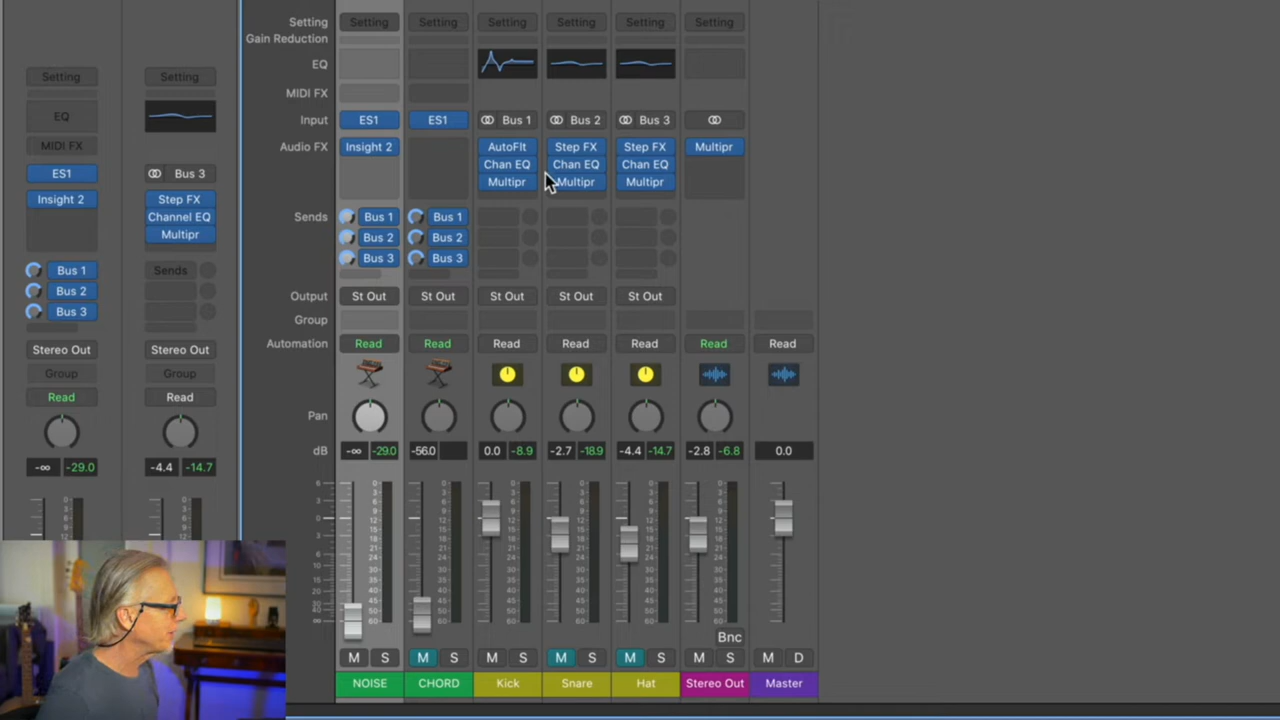 Setting Setting Setting Setting Setting Setting Setting
Gain Reduction
EQ
MIDI FX
Input ES1 ES1 Bus 1 Bus 2 Bus 3
Audio FX Insight 2 AutoFlt Step FX Step FX Multipr
Chan EQ Chan EQ Chan EQ
Multipr Multipr Multipr
Sends Bus 1 Bus 1
Bus 2 Bus 2
Bus 3 Bus 3
Output St Out St Out St Out St Out St Out
Group
Automation Read Read Read Read Read Read Read
Pan
dB -∞ -29.0 -56.0 0.0 -8.9 -2.7 -18.9 -4.4 -14.7 -2.8 -6.8 0.0
Bnc
M S M S M S M S M S M S M D
NOISE CHORD Kick Snare Hat Stereo Out Master
Setting Setting
EQ
MIDI FX
ES1 Bus 3
Insight 2 Step FX
Channel EQ
Multipr
Bus 1 Sends
Bus 2
Bus 3
Stereo Out Stereo Out
Group Group
Read Read
-∞ -29.0 -4.4 -14.7